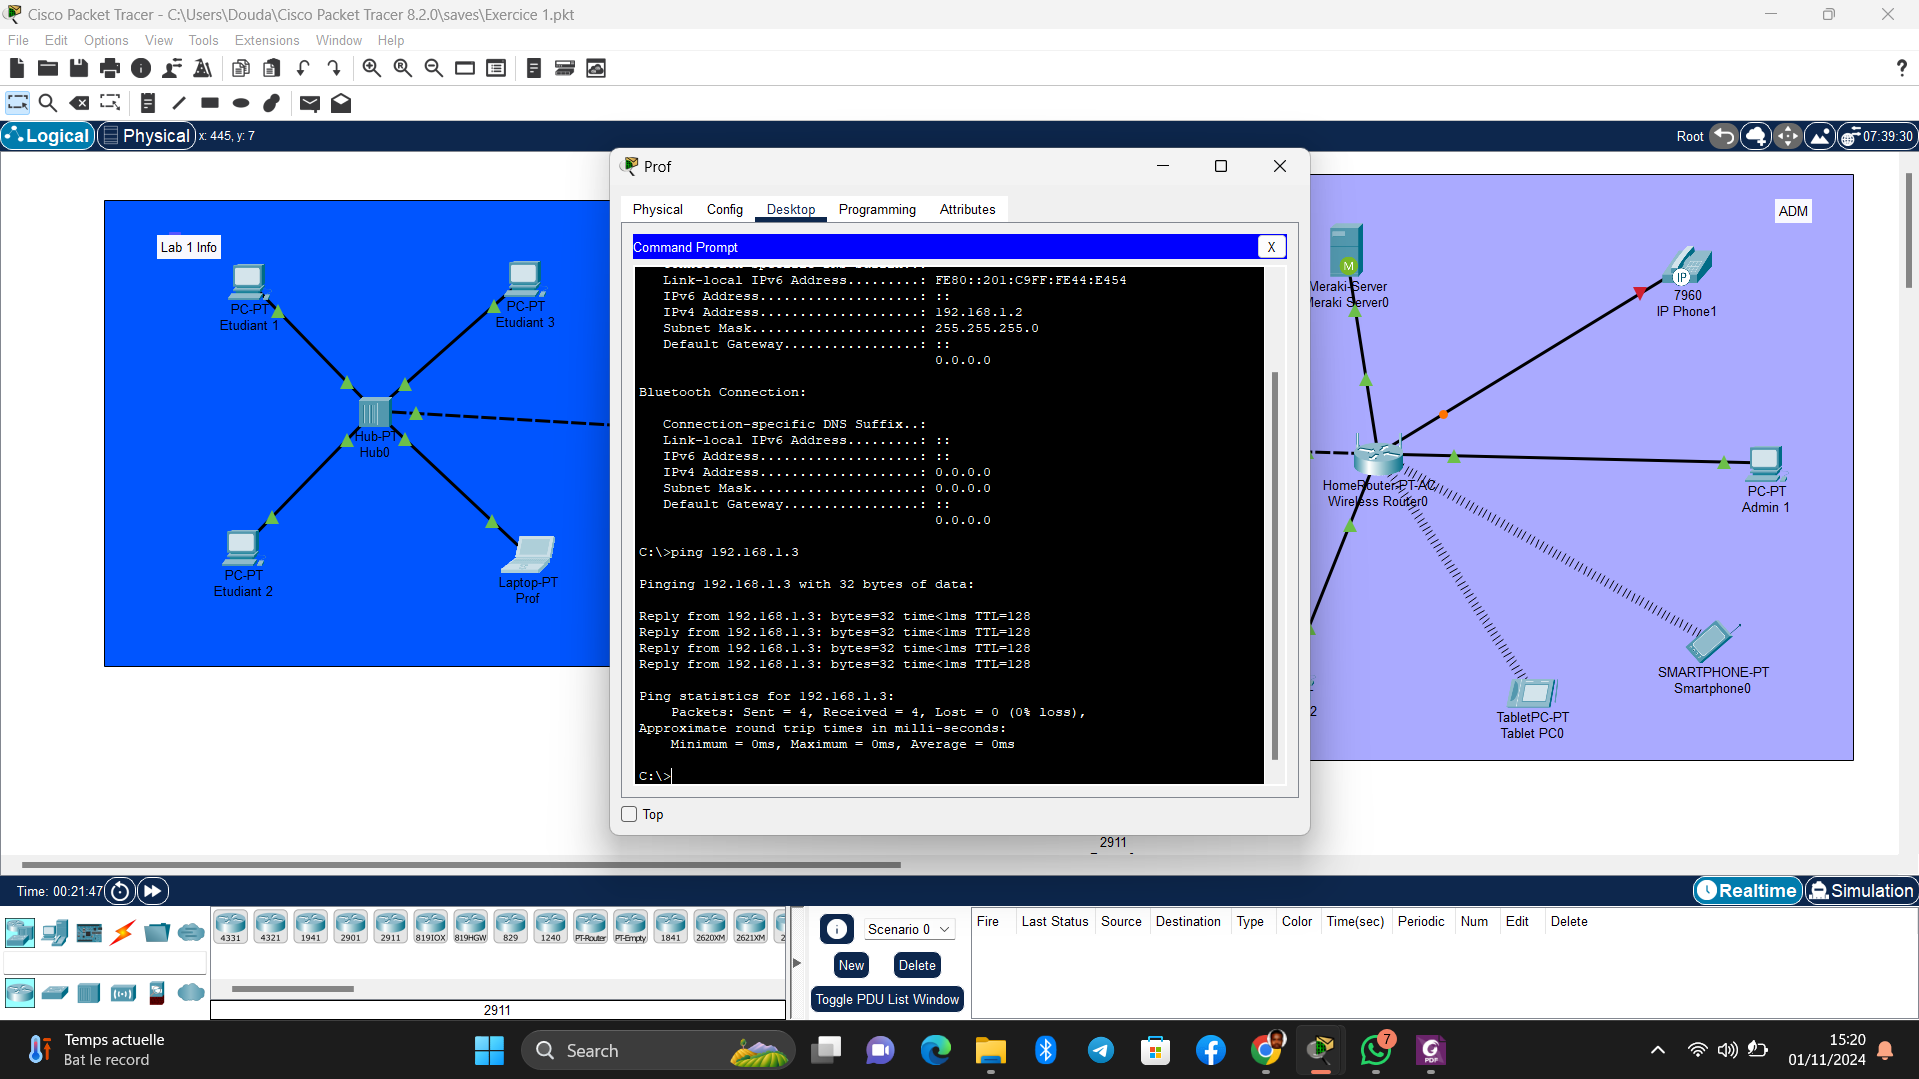 Cisco Packet Tracer - C:\Users\Douda\Cisco Packet Tracer 8.2.0\saves\Exercice 1.pkt
File Edit Options View Tools Extensions Window Help
Logical Physical x: 445, y: 7 Root 07:39:30
Lab 1 Info
PC-PT
Etudiant 1
PC-PT
Etudiant 3
Hub-PT
Hub0
PC-PT
Etudiant 2
Laptop-PT
Prof
Prof
Physical Config Desktop Programming Attributes
Command Prompt X
Link-local IPv6 Address.........: FE80::201:C9FF:FE44:E454
IPv6 Address....................: ::
IPv4 Address....................: 192.168.1.2
Subnet Mask.....................: 255.255.255.0
Default Gateway.................: ::
0.0.0.0
Bluetooth Connection:
Connection-specific DNS Suffix..:
Link-local IPv6 Address.........: ::
IPv6 Address....................: ::
IPv4 Address....................: 0.0.0.0
Subnet Mask.....................: 0.0.0.0
Default Gateway.................: ::
0.0.0.0
C:\>ping 192.168.1.3
Pinging 192.168.1.3 with 32 bytes of data:
Reply from 192.168.1.3: bytes=32 time<1ms TTL=128
Reply from 192.168.1.3: bytes=32 time<1ms TTL=128
Reply from 192.168.1.3: bytes=32 time<1ms TTL=128
Reply from 192.168.1.3: bytes=32 time<1ms TTL=128
Ping statistics for 192.168.1.3:
Packets: Sent = 4, Received = 4, Lost = 0 (0% loss),
Approximate round trip times in milli-seconds:
Minimum = 0ms, Maximum = 0ms, Average = 0ms
C:\>
Top
ADM
Meraki-Server
Meraki Server0
IP
7960
IP Phone1
HomeRouter-PT-AC
Wireless Router0
PC-PT
Admin 1
SMARTPHONE-PT
Smartphone0
TabletPC-PT
Tablet PC0
2
2911
Time: 00:21:47 Realtime Simulation
4331 4321 1941 2901 2911 819IOX 819HGW 829 1240 PT-Router PT-Empty 1841 2620XM 2621XM 2
2911
Scenario 0
New Delete
Toggle PDU List Window
Fire Last Status Source Destination Type Color Time(sec) Periodic Num Edit Delete
Temps actuelle
Bat le record
Search
7
PDF
15:20
01/11/2024